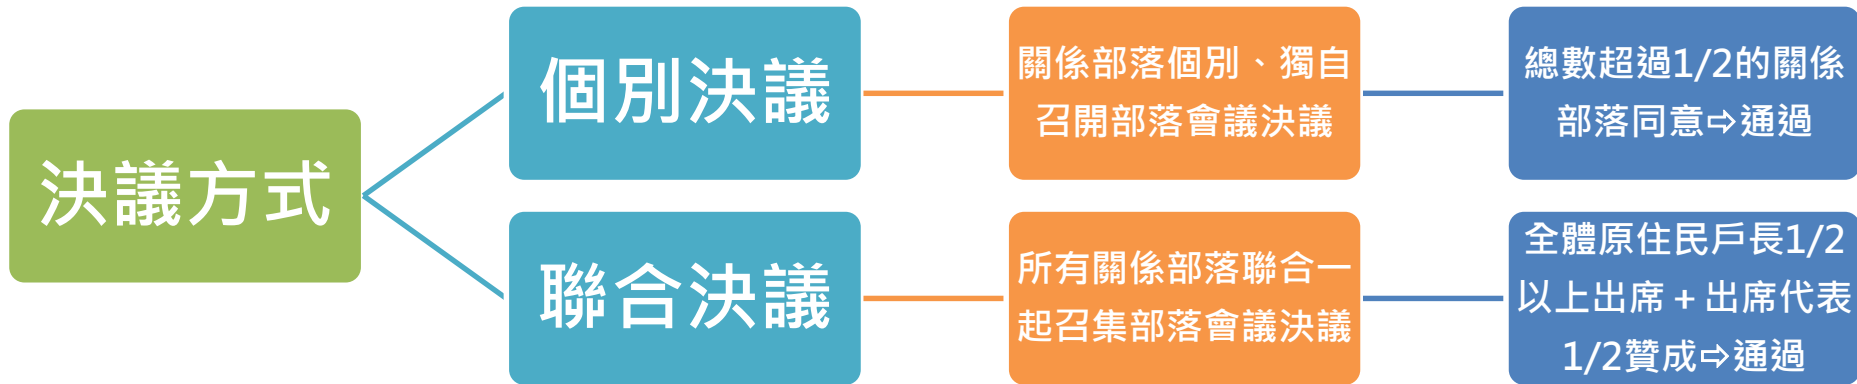 決議方式
個別決議
關係部落個別、獨自
召開部落會議決議
總數超過1/2的關係
部落同意⇨通過
聯合決議
所有關係部落聯合一
起召集部落會議決議
全體原住民戶長1/2
以上出席+出席代表
1/2贊成⇨通過